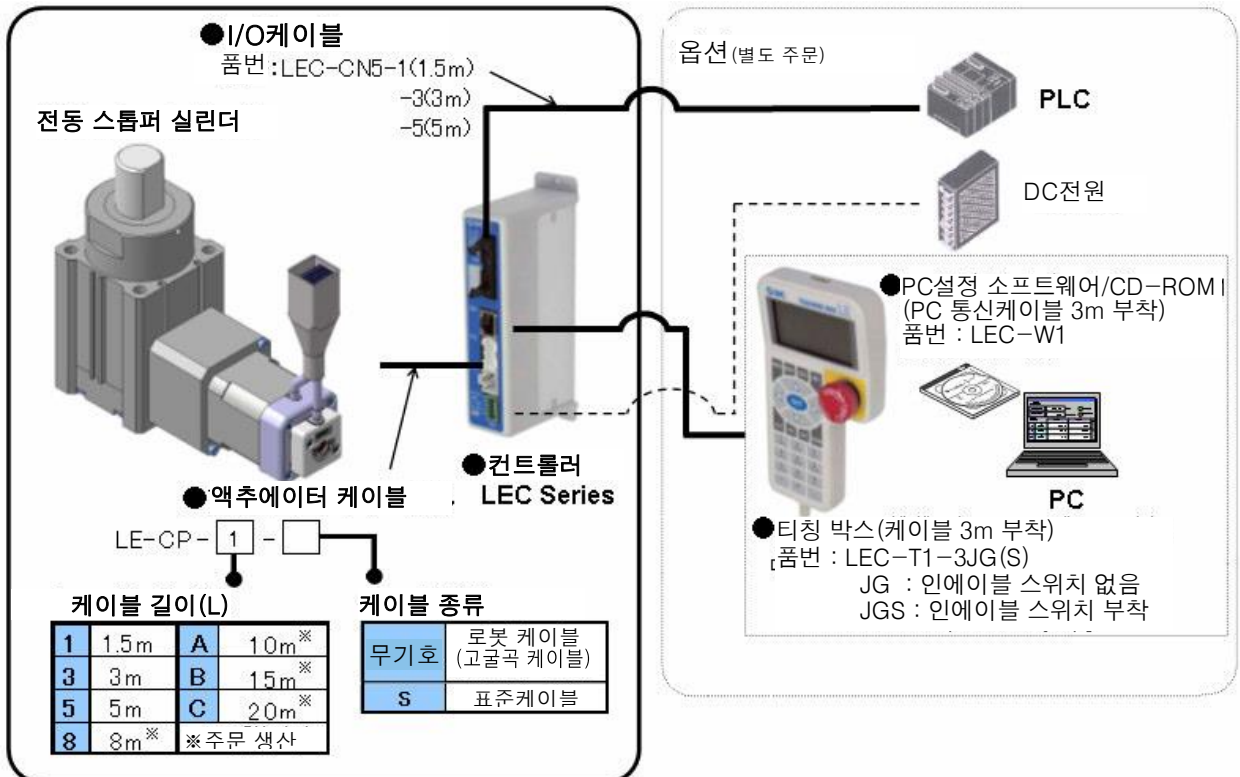 ●I/O케이블
품번:LEC-CN5-1(1.5m)
-3(3m)
-5(5m)
전동 스톱퍼 실린더
●컨트롤러
LEC Series
●액추에이터 케이블
LE-CP- 1 -
케이블 길이(L)
1 1.5m A 10m※
3 3m B 15m※
5 5m C 20m※
8 8m※ ※주문 생산
케이블 종류
무기호 로봇 케이블
(고굴곡 케이블)
S 표준케이블
옵션(별도 주문)
PLC
DC전원
●PC설정 소프트웨어/CD-ROM
(PC 통신케이블 3m 부착)
품번 : LEC-W1
PC
●티칭 박스(케이블 3m 부착)
품번 : LEC-T1-3JG(S)
JG : 인에이블 스위치 없음
JGS : 인에이블 스위치 부착